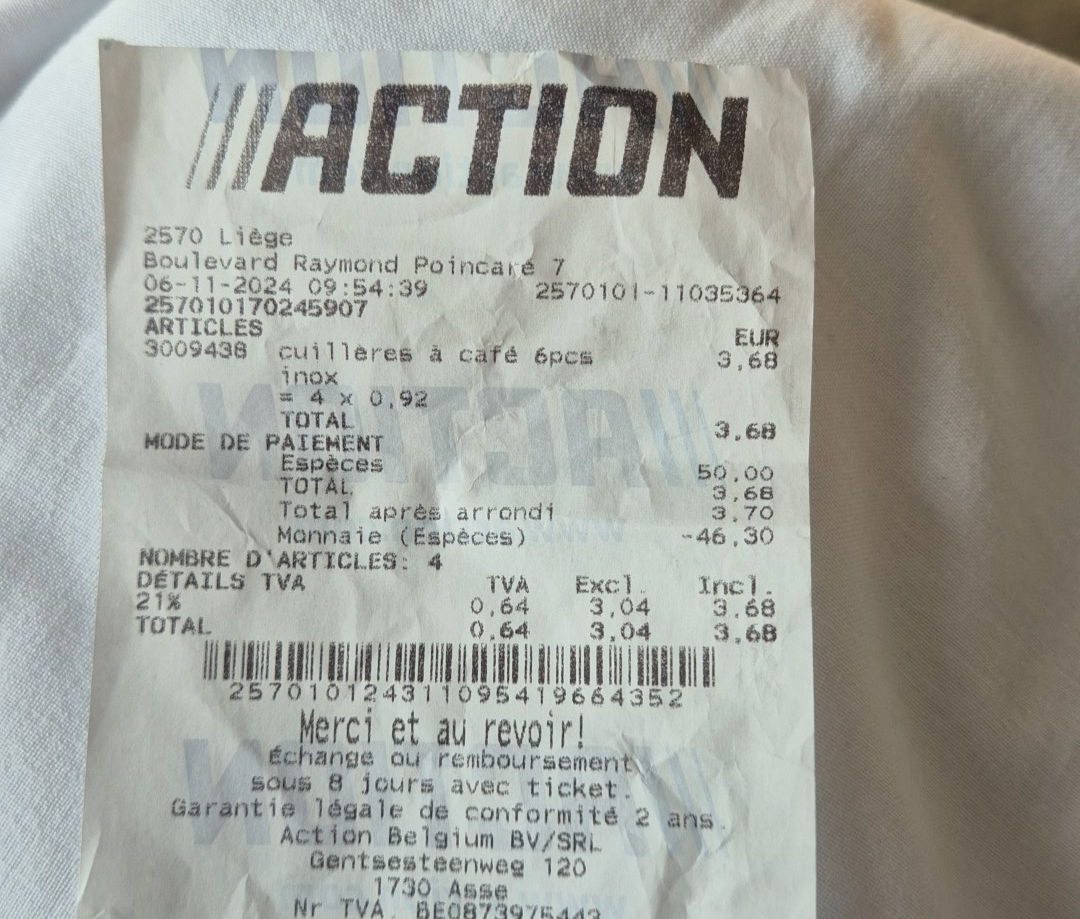 ACTION
2570 Liège
Boulevard Raymond Poincaré 7
06-11-2024 09:54:39 2570101-11035364
257010170245907
ARTICLES EUR
3009438 cuillères à café 6pcs 3,68
inox
= 4 x 0,92
TOTAL 3,68
MODE DE PAIEMENT
Espèces 50,00
TOTAL 3,68
Total après arrondi 3,70
Monnaie (Espèces) -46,30
NOMBRE D'ARTICLES: 4
DÉTAILS TVA TVA Excl. Incl.
21% 0,64 3,04 3,68
TOTAL 0,64 3,04 3,68
257010124311095419664352
Merci et au revoir!
Échange ou remboursement
sous 8 jours avec ticket.
Garantie légale de conformité 2 ans.
Action Belgium BV/SRL
Gentsesteenweg 120
1730 Asse
Nr TVA. BE0873975443